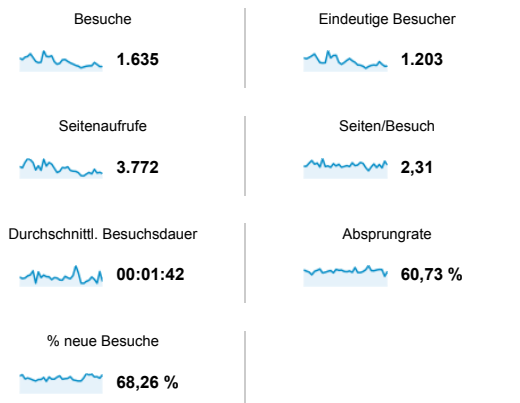 Besuche
1.635
Eindeutige Besucher
1.203
Seitenaufrufe
3.772
Seiten/Besuch
2,31
Durchschnittl. Besuchsdauer
00:01:42
Absprungrate
60,73 %
% neue Besuche
68,26 %